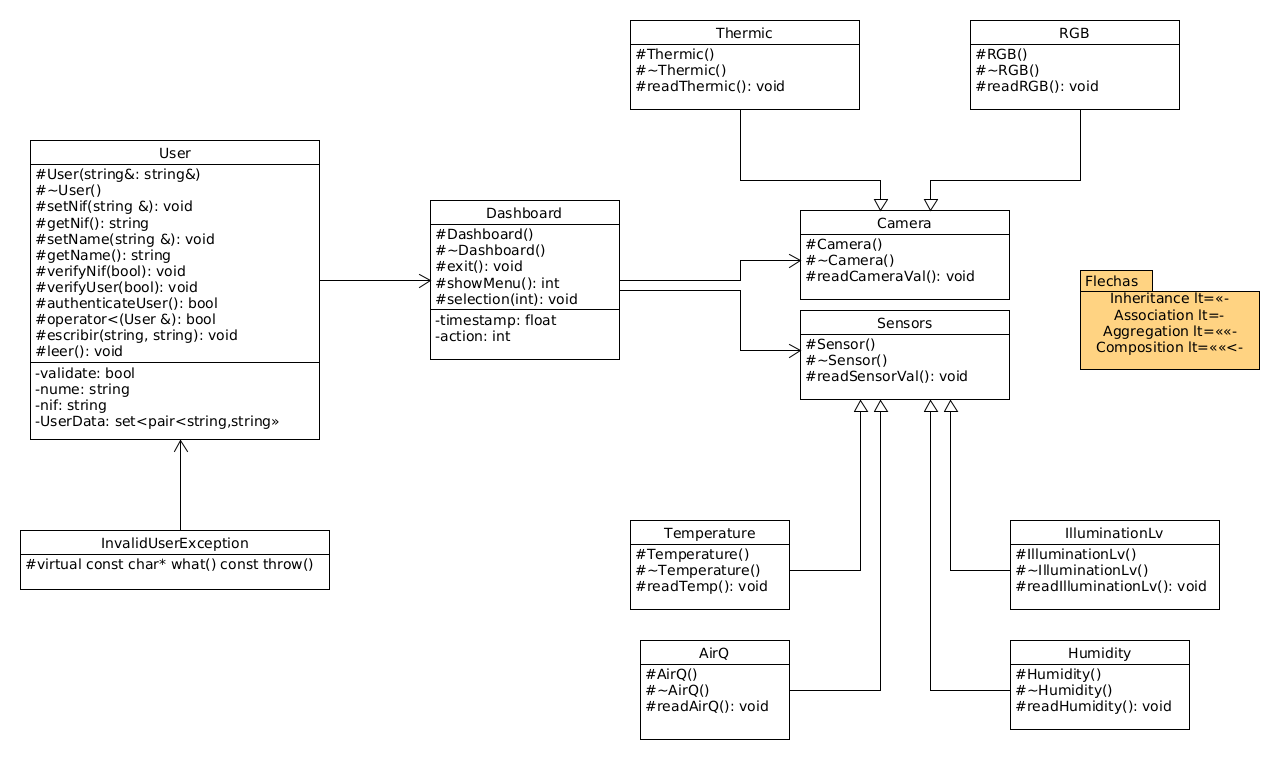 Thermic
#Thermic()
#~Thermic()
#readThermic(): void
RGB
#RGB()
#~RGB()
#readRGB(): void
User
#User(string&: string&)
#~User()
#setNif(string &): void
#getNif(): string
#setName(string &): void
#getName(): string
#verifyNif(bool): void
#verifyUser(bool): void
#authenticateUser(): bool
#operator<(User &): bool
#escribir(string, string): void
#leer(): void
-validate: bool
-nume: string
-nif: string
-UserData: set<pair<string,string»
Dashboard
#Dashboard()
#~Dashboard()
#exit(): void
#showMenu(): int
#selection(int): void
-timestamp: float
-action: int
Camera
#Camera()
#~Camera()
#readCameraVal(): void
Sensors
#Sensor()
#~Sensor()
#readSensorVal(): void
Flechas
Inheritance lt=«-
Association lt=-
Aggregation lt=««-
Composition lt=««<-
InvalidUserException
#virtual const char* what() const throw()
Temperature
#Temperature()
#~Temperature()
#readTemp(): void
IlluminationLv
#IlluminationLv()
#~IlluminationLv()
#readIlluminationLv(): void
AirQ
#AirQ()
#~AirQ()
#readAirQ(): void
Humidity
#Humidity()
#~Humidity()
#readHumidity(): void